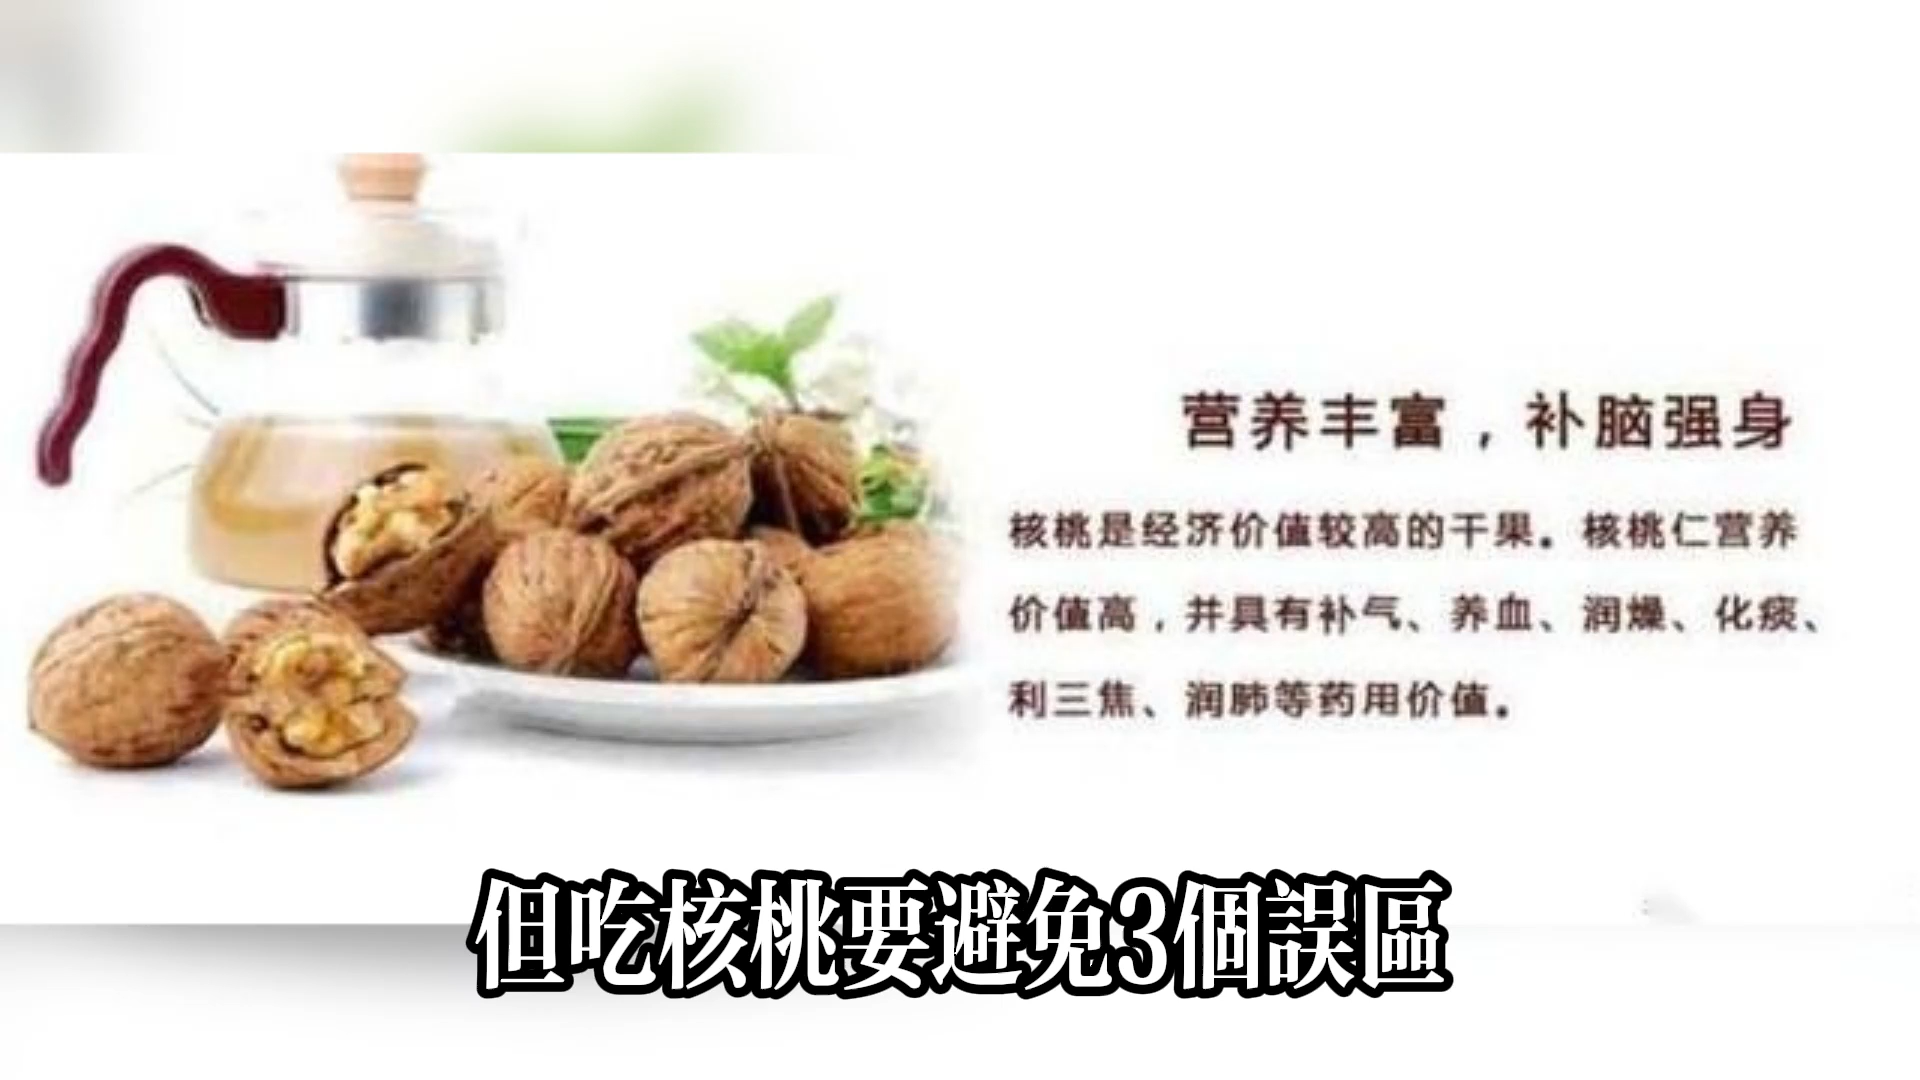 营养丰富，补脑强身
核桃是经济价值较高的干果。核桃仁营养
价值高，并具有补气、养血、润燥、化痰、
利三焦、润肺等药用价值。
但吃核桃要避免3個誤區